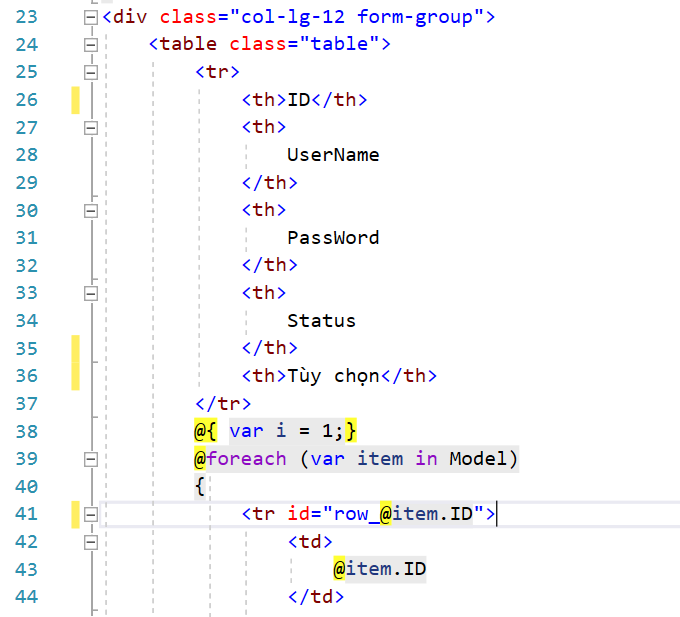 23 <div class="col-lg-12 form-group">
24 <table class="table">
25 <tr>
26 <th>ID</th>
27 <th>
28 UserName
29 </th>
30 <th>
31 PassWord
32 </th>
33 <th>
34 Status
35 </th>
36 <th>Tùy chọn</th>
37 </tr>
38 @{ var i = 1;}
39 @foreach (var item in Model)
40 {
41 <tr id="row_@item.ID">
42 <td>
43 @item.ID
44 </td>